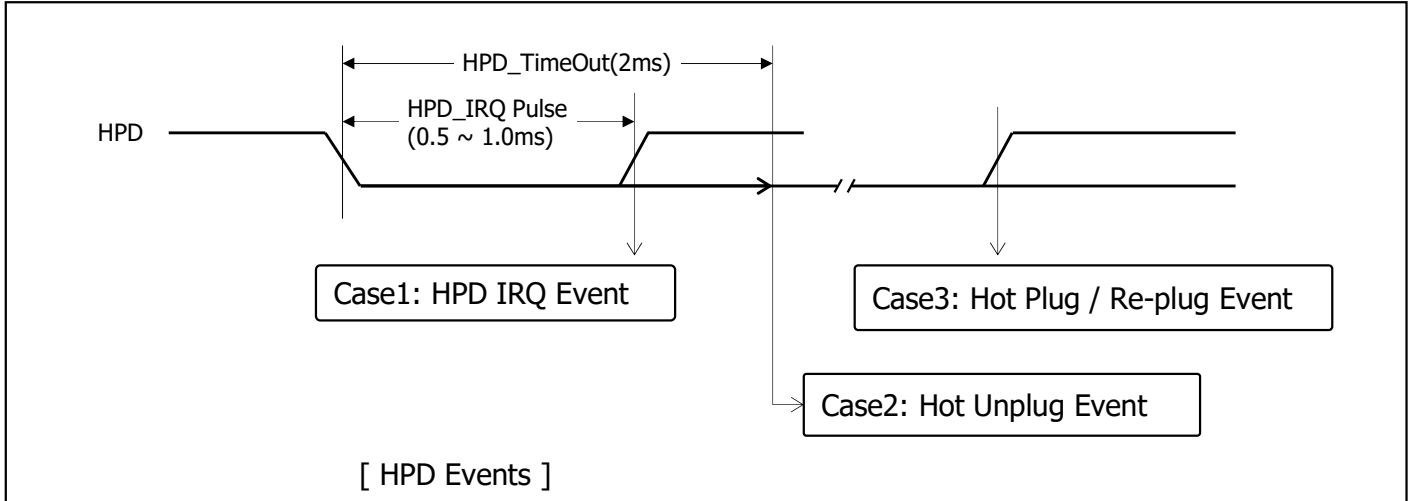 HPD_TimeOut(2ms)
HPD_IRQ Pulse
(0.5 ~ 1.0ms)
HPD
Case1: HPD IRQ Event
Case3: Hot Plug / Re-plug Event
Case2: Hot Unplug Event
[ HPD Events ]